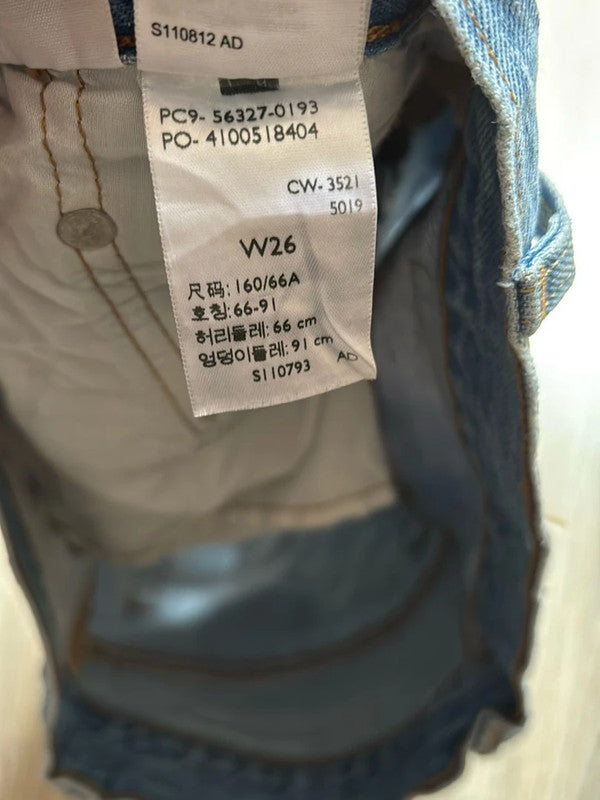 S110812 AD
PC9- 56327-0193
PO- 4100518404
CW- 3521
5019
W26
尺码: 160/66A
호칭: 66-91
허리둘레: 66 cm
엉덩이둘레: 91 cm
S110793 AD